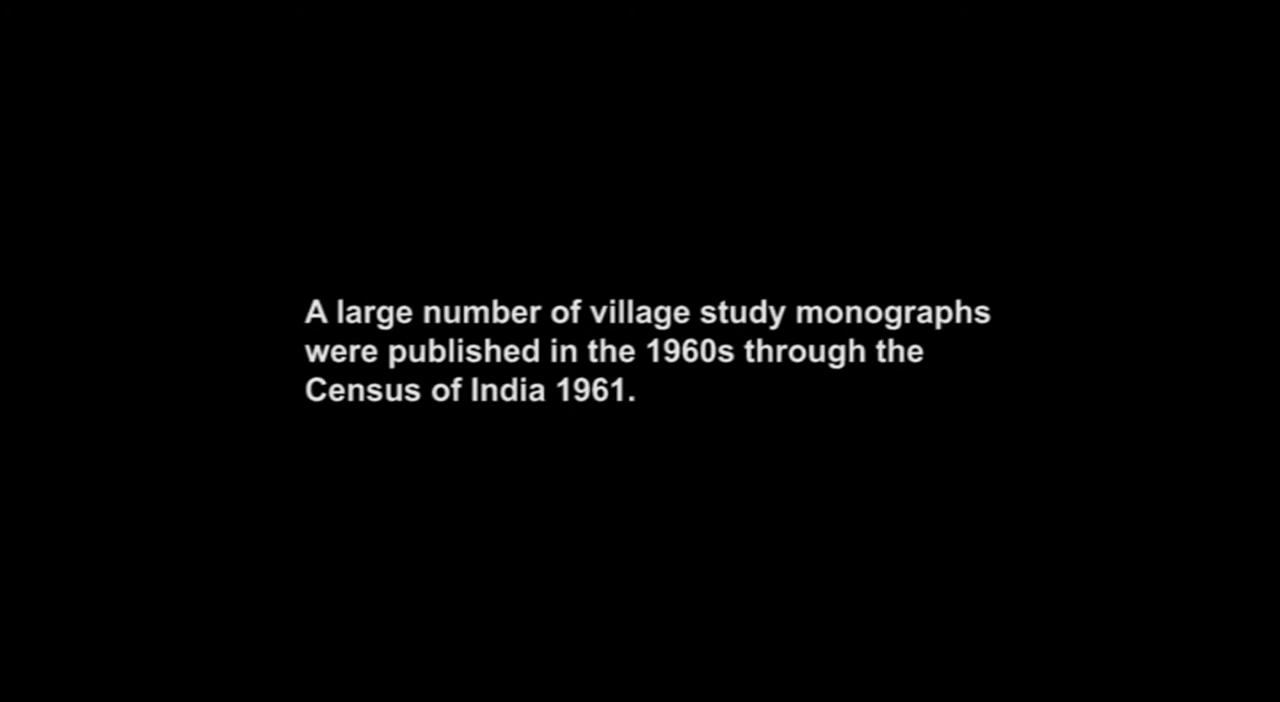 A large number of village study monographs
were published in the 1960s through the
Census of India 1961.